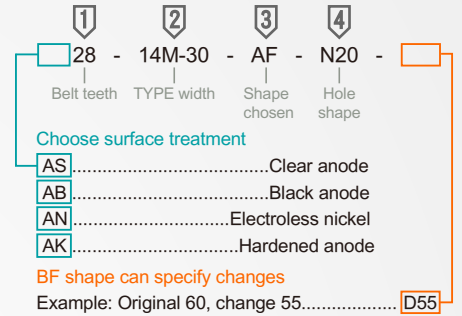 1 2 3 4
28 - 14M-30 - AF - N20 -
Belt teeth TYPE width Shape chosen Hole shape
Choose surface treatment
AS......................................Clear anode
AB......................................Black anode
AN..............................Electroless nickel
AK................................Hardened anode
BF shape can specify changes
Example: Original 60, change 55.................. D55